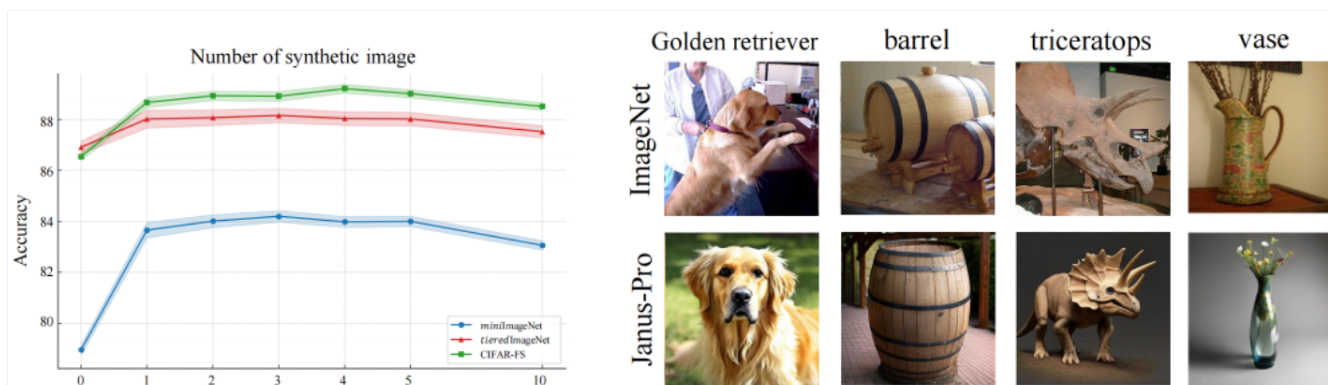 Number of synthetic image
Accuracy
88
86
84
82
80
0 1 2 3 4 5 10
miniImageNet
tieredImageNet
CIFAR-FS
Golden retriever barrel triceratops vase
ImageNet
Janus-Pro